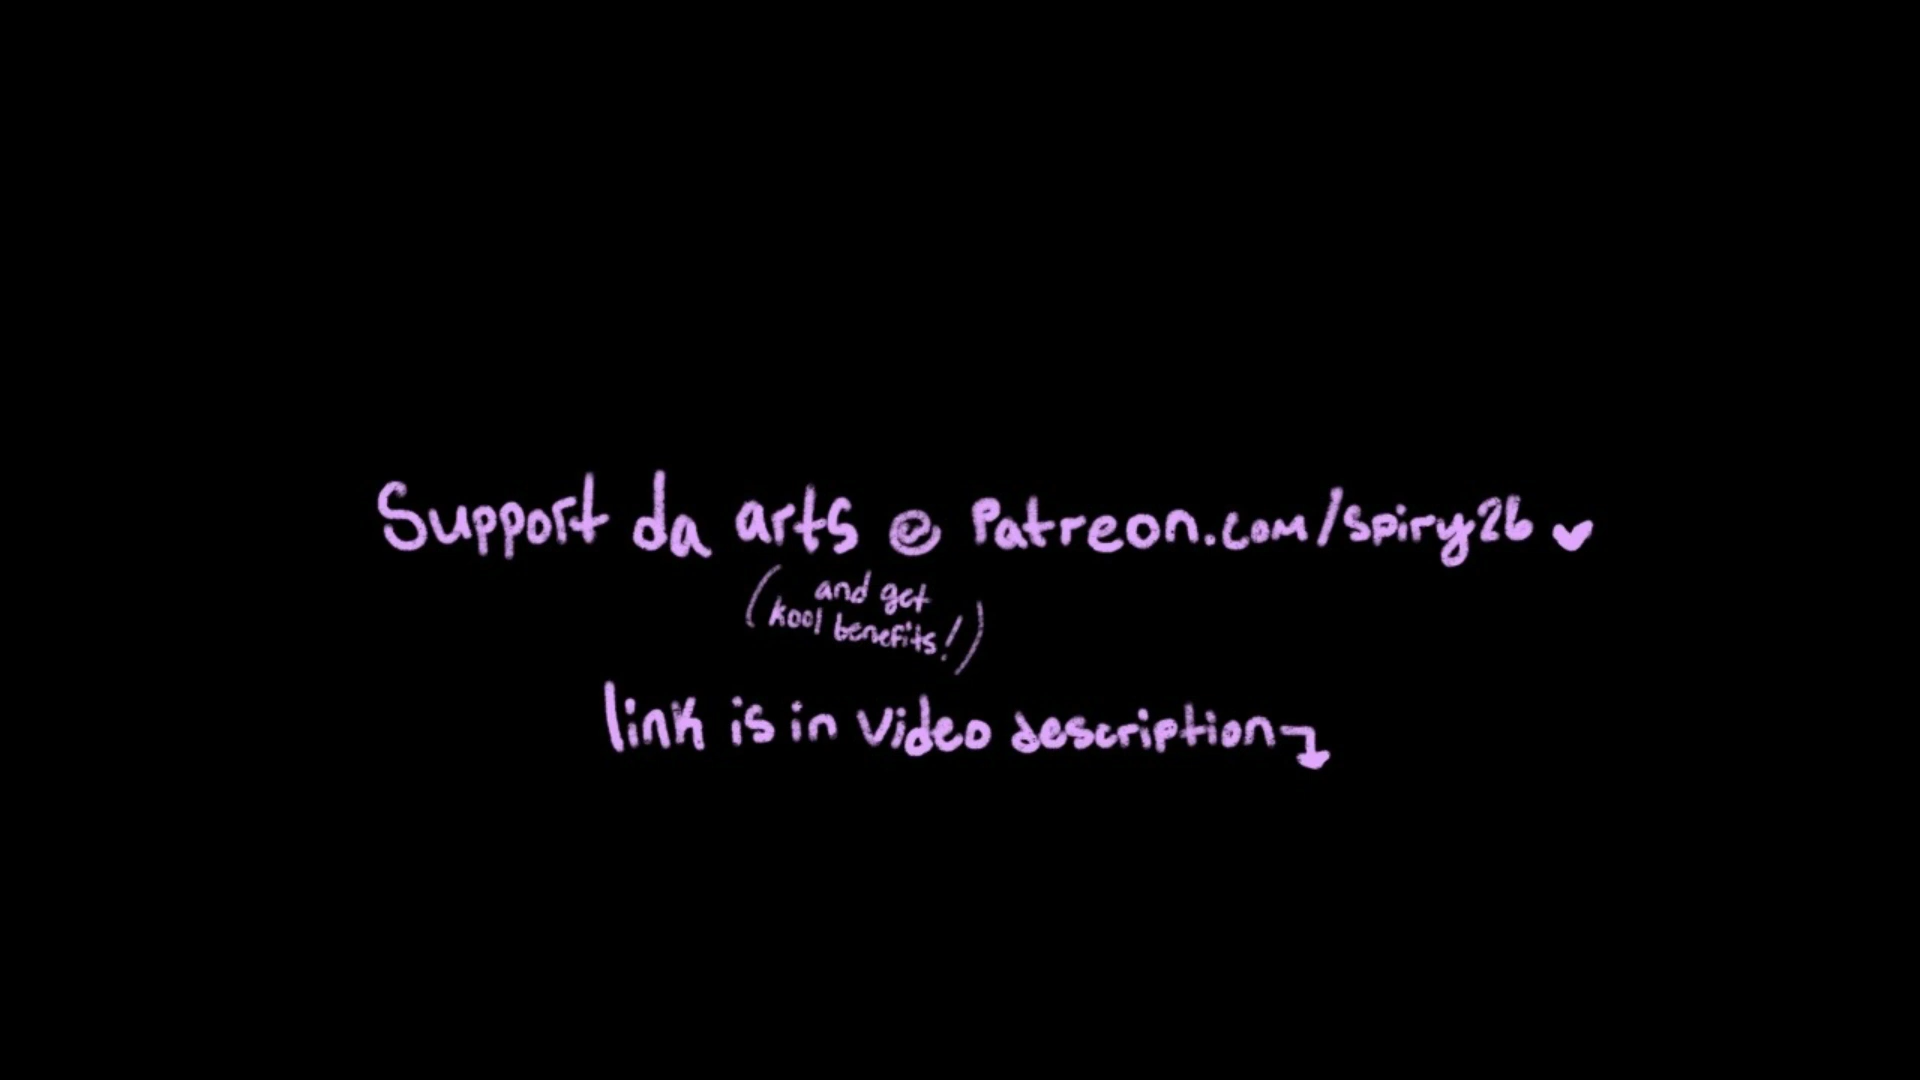 Support da arts @ Patreon.com/spiry26
(and get
kool benefits!)
link is in video description